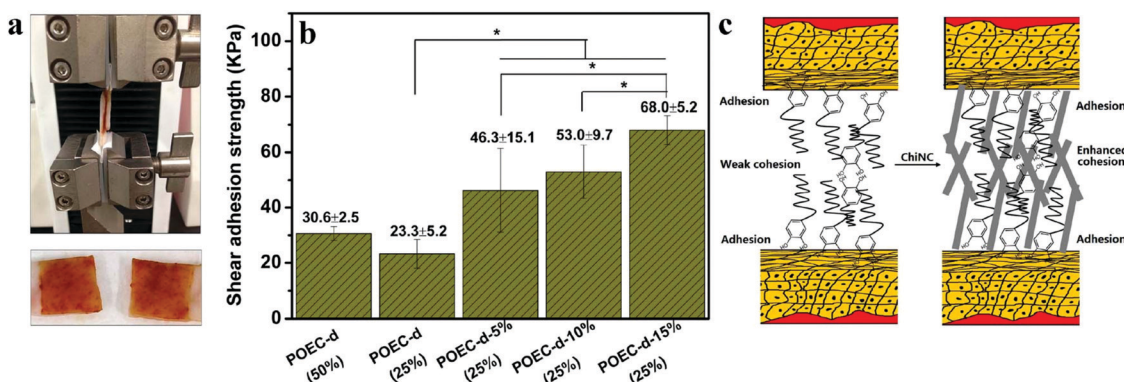 a
b
Shear adhesion strength (KPa)
100
80
60
40
20
0
*
*
*
30.6±2.5
23.3±5.2
46.3±15.1
53.0±9.7
68.0±5.2
POEC-d
(50%)
POEC-d
(25%)
POEC-d-5%
(25%)
POEC-d-10%
(25%)
POEC-d-15%
(25%)
c
Adhesion
Weak cohesion
Adhesion
ChiNC
Adhesion
Enhanced
cohesion
Adhesion